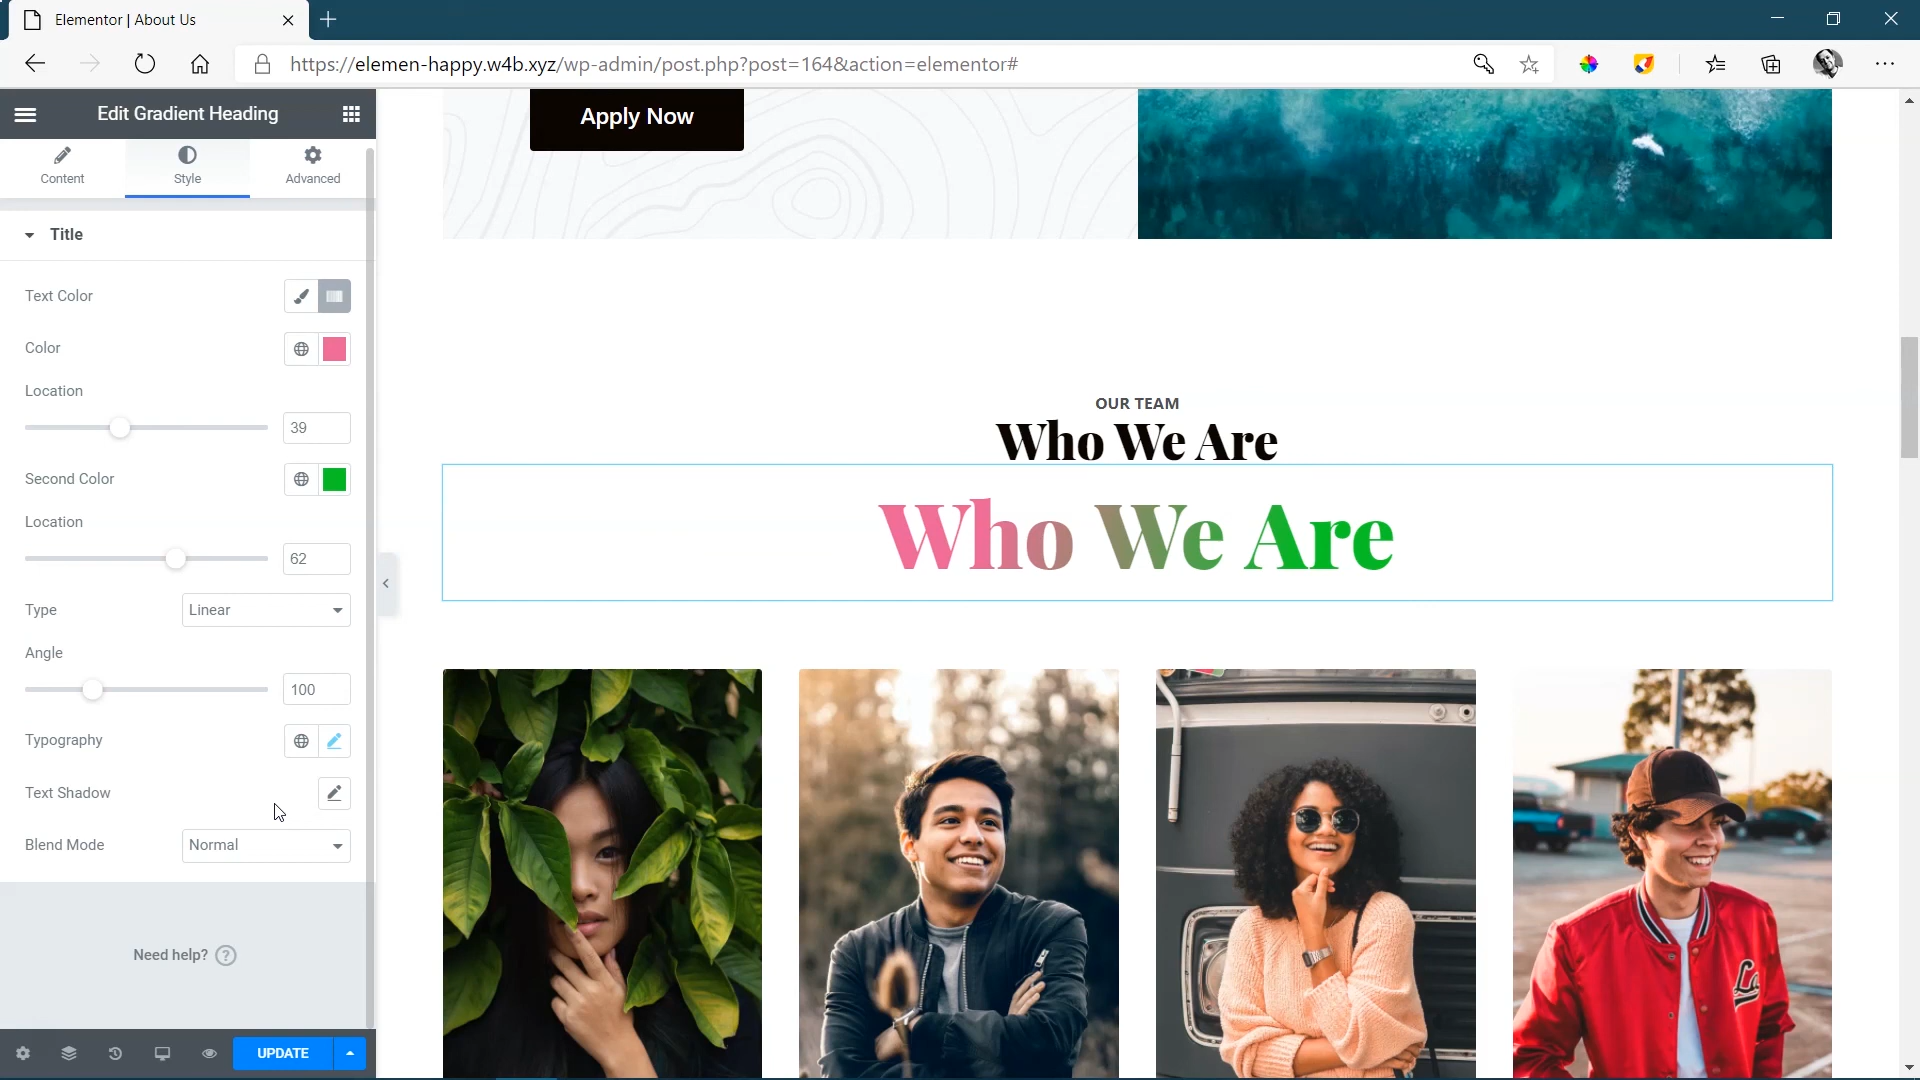 Elementor | About Us
https://elemen-happy.w4b.xyz/wp-admin/post.php?post=164&action=elementor#
Edit Gradient Heading
Content
Style
Advanced
Title
Text Color
Color
Location
39
Second Color
Location
62
Type
Linear
Angle
100
Typography
Text Shadow
Blend Mode
Normal
Need help? ?
UPDATE
Apply Now
OUR TEAM
Who We Are
Who We Are